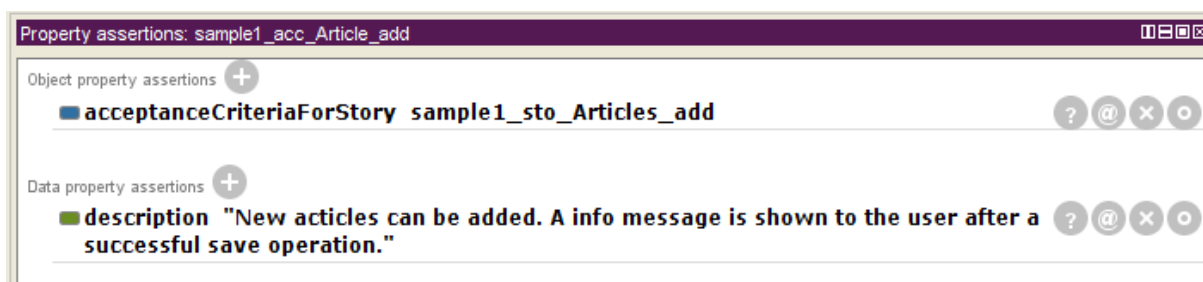 Property assertions: sample1_acc_Article_add
Object property assertions
acceptanceCriteriaForStory sample1_sto_Articles_add
Data property assertions
description "New acticles can be added. A info message is shown to the user after a
successful save operation."